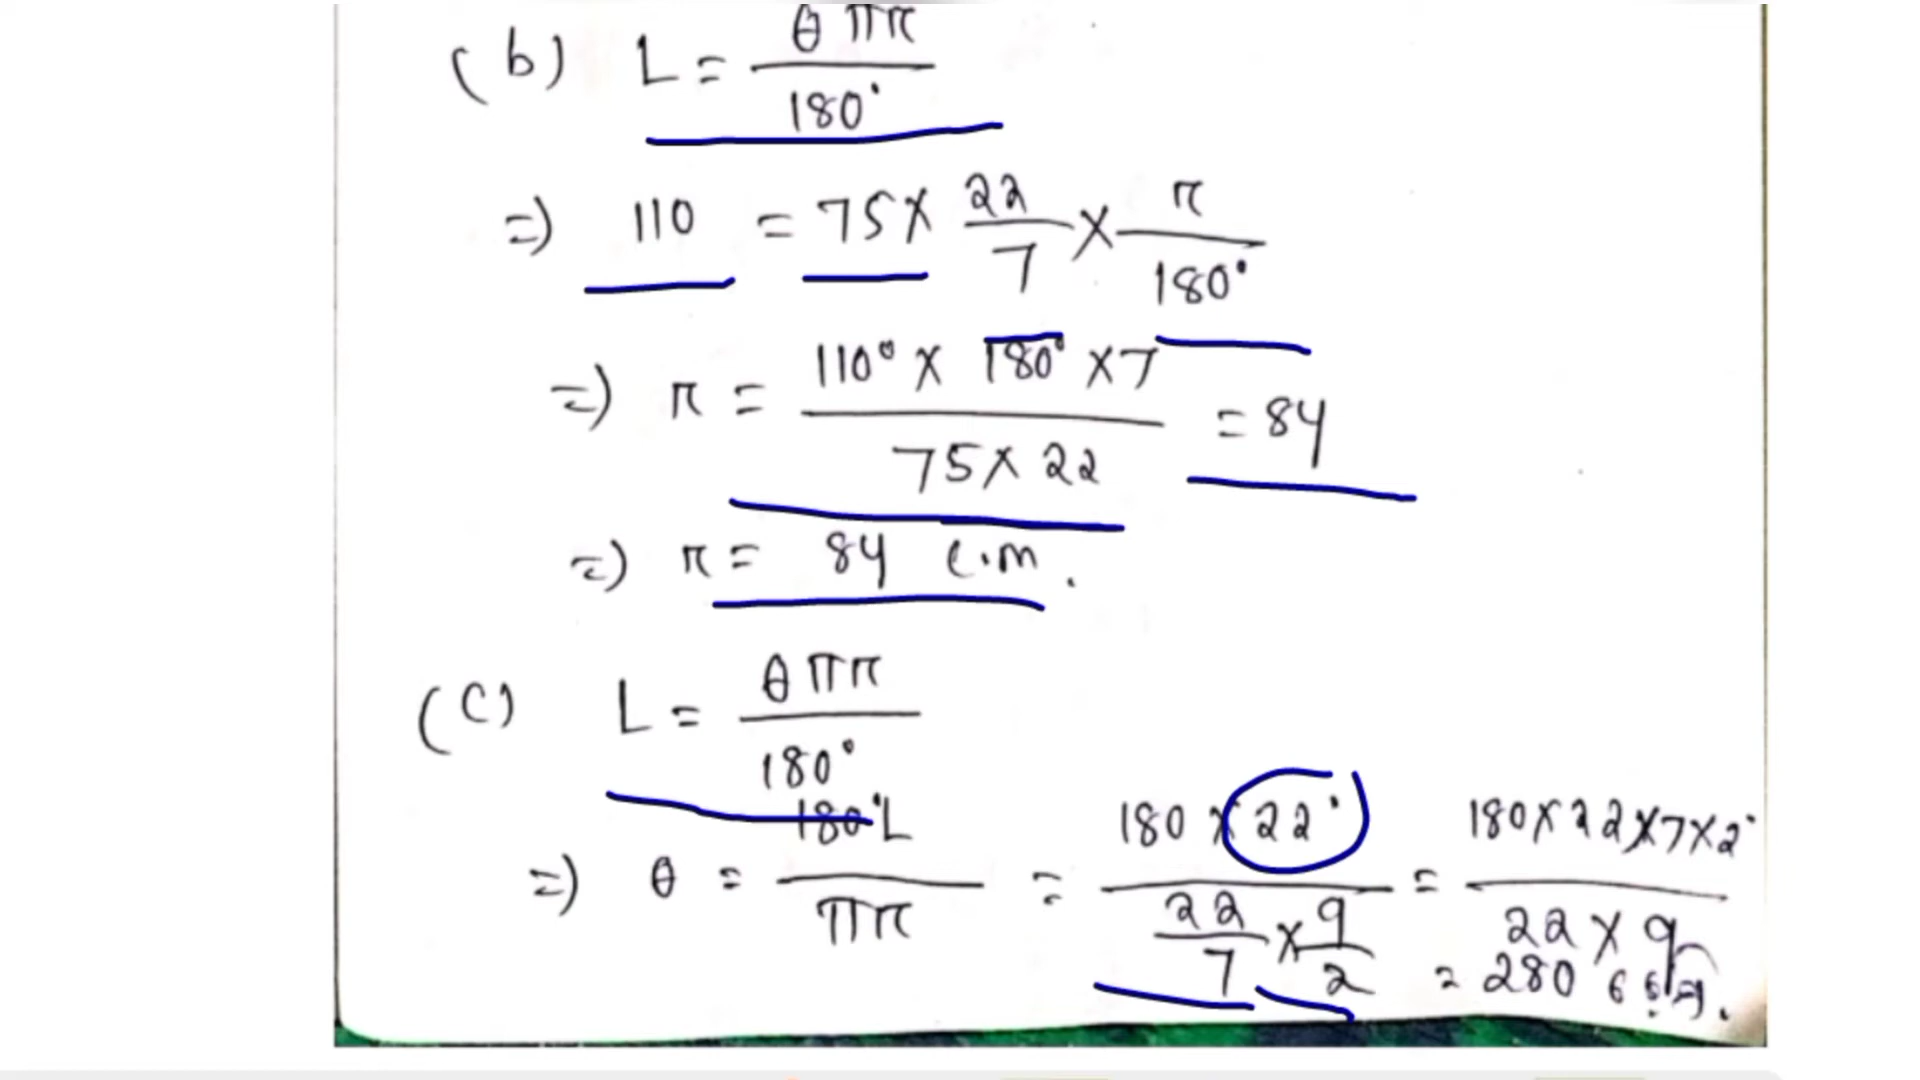 (b) L = θπr / 180°
=) 110 = 75 × 22/7 × r/180°
=) r = 110° × 180° × 7 / 75 × 22 = 84
=) r = 84 c.m.
(c) L = θπr / 180°
=) θ = 180°L / πr = 180 × 22° / 22/7 × 9/2 = 180 × 22 × 7 × 2° / 22 × 9
= 280